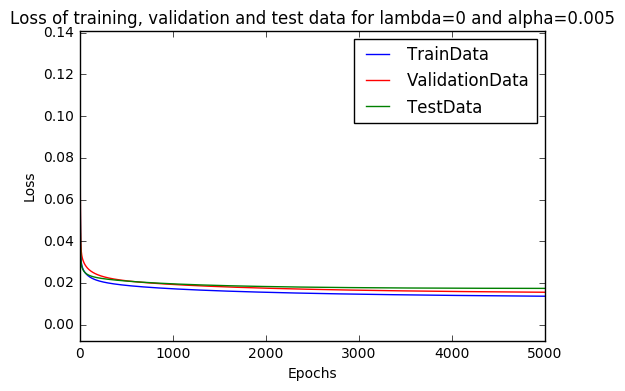 Loss of training, validation and test data for lambda=0 and alpha=0.005
0.14
0.12
0.10
0.08
0.06
0.04
0.02
0.00
Loss
TrainData
ValidationData
TestData
0 1000 2000 3000 4000 5000
Epochs